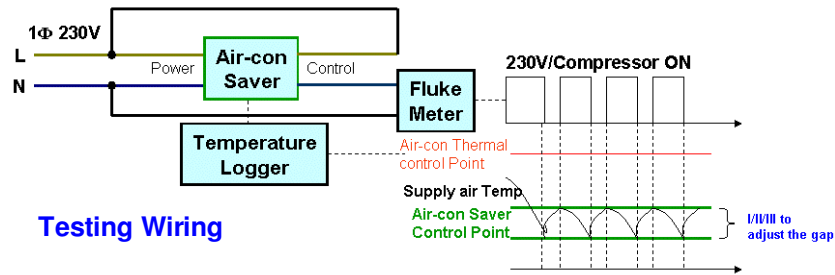 1Φ 230V
L
N
Power
Air-con
Saver
Control
Fluke
Meter
Temperature
Logger
230V/Compressor ON
Air-con Thermal
control Point
Supply air Temp
Air-con Saver
Control Point
I/II/III to
adjust the gap
Testing Wiring